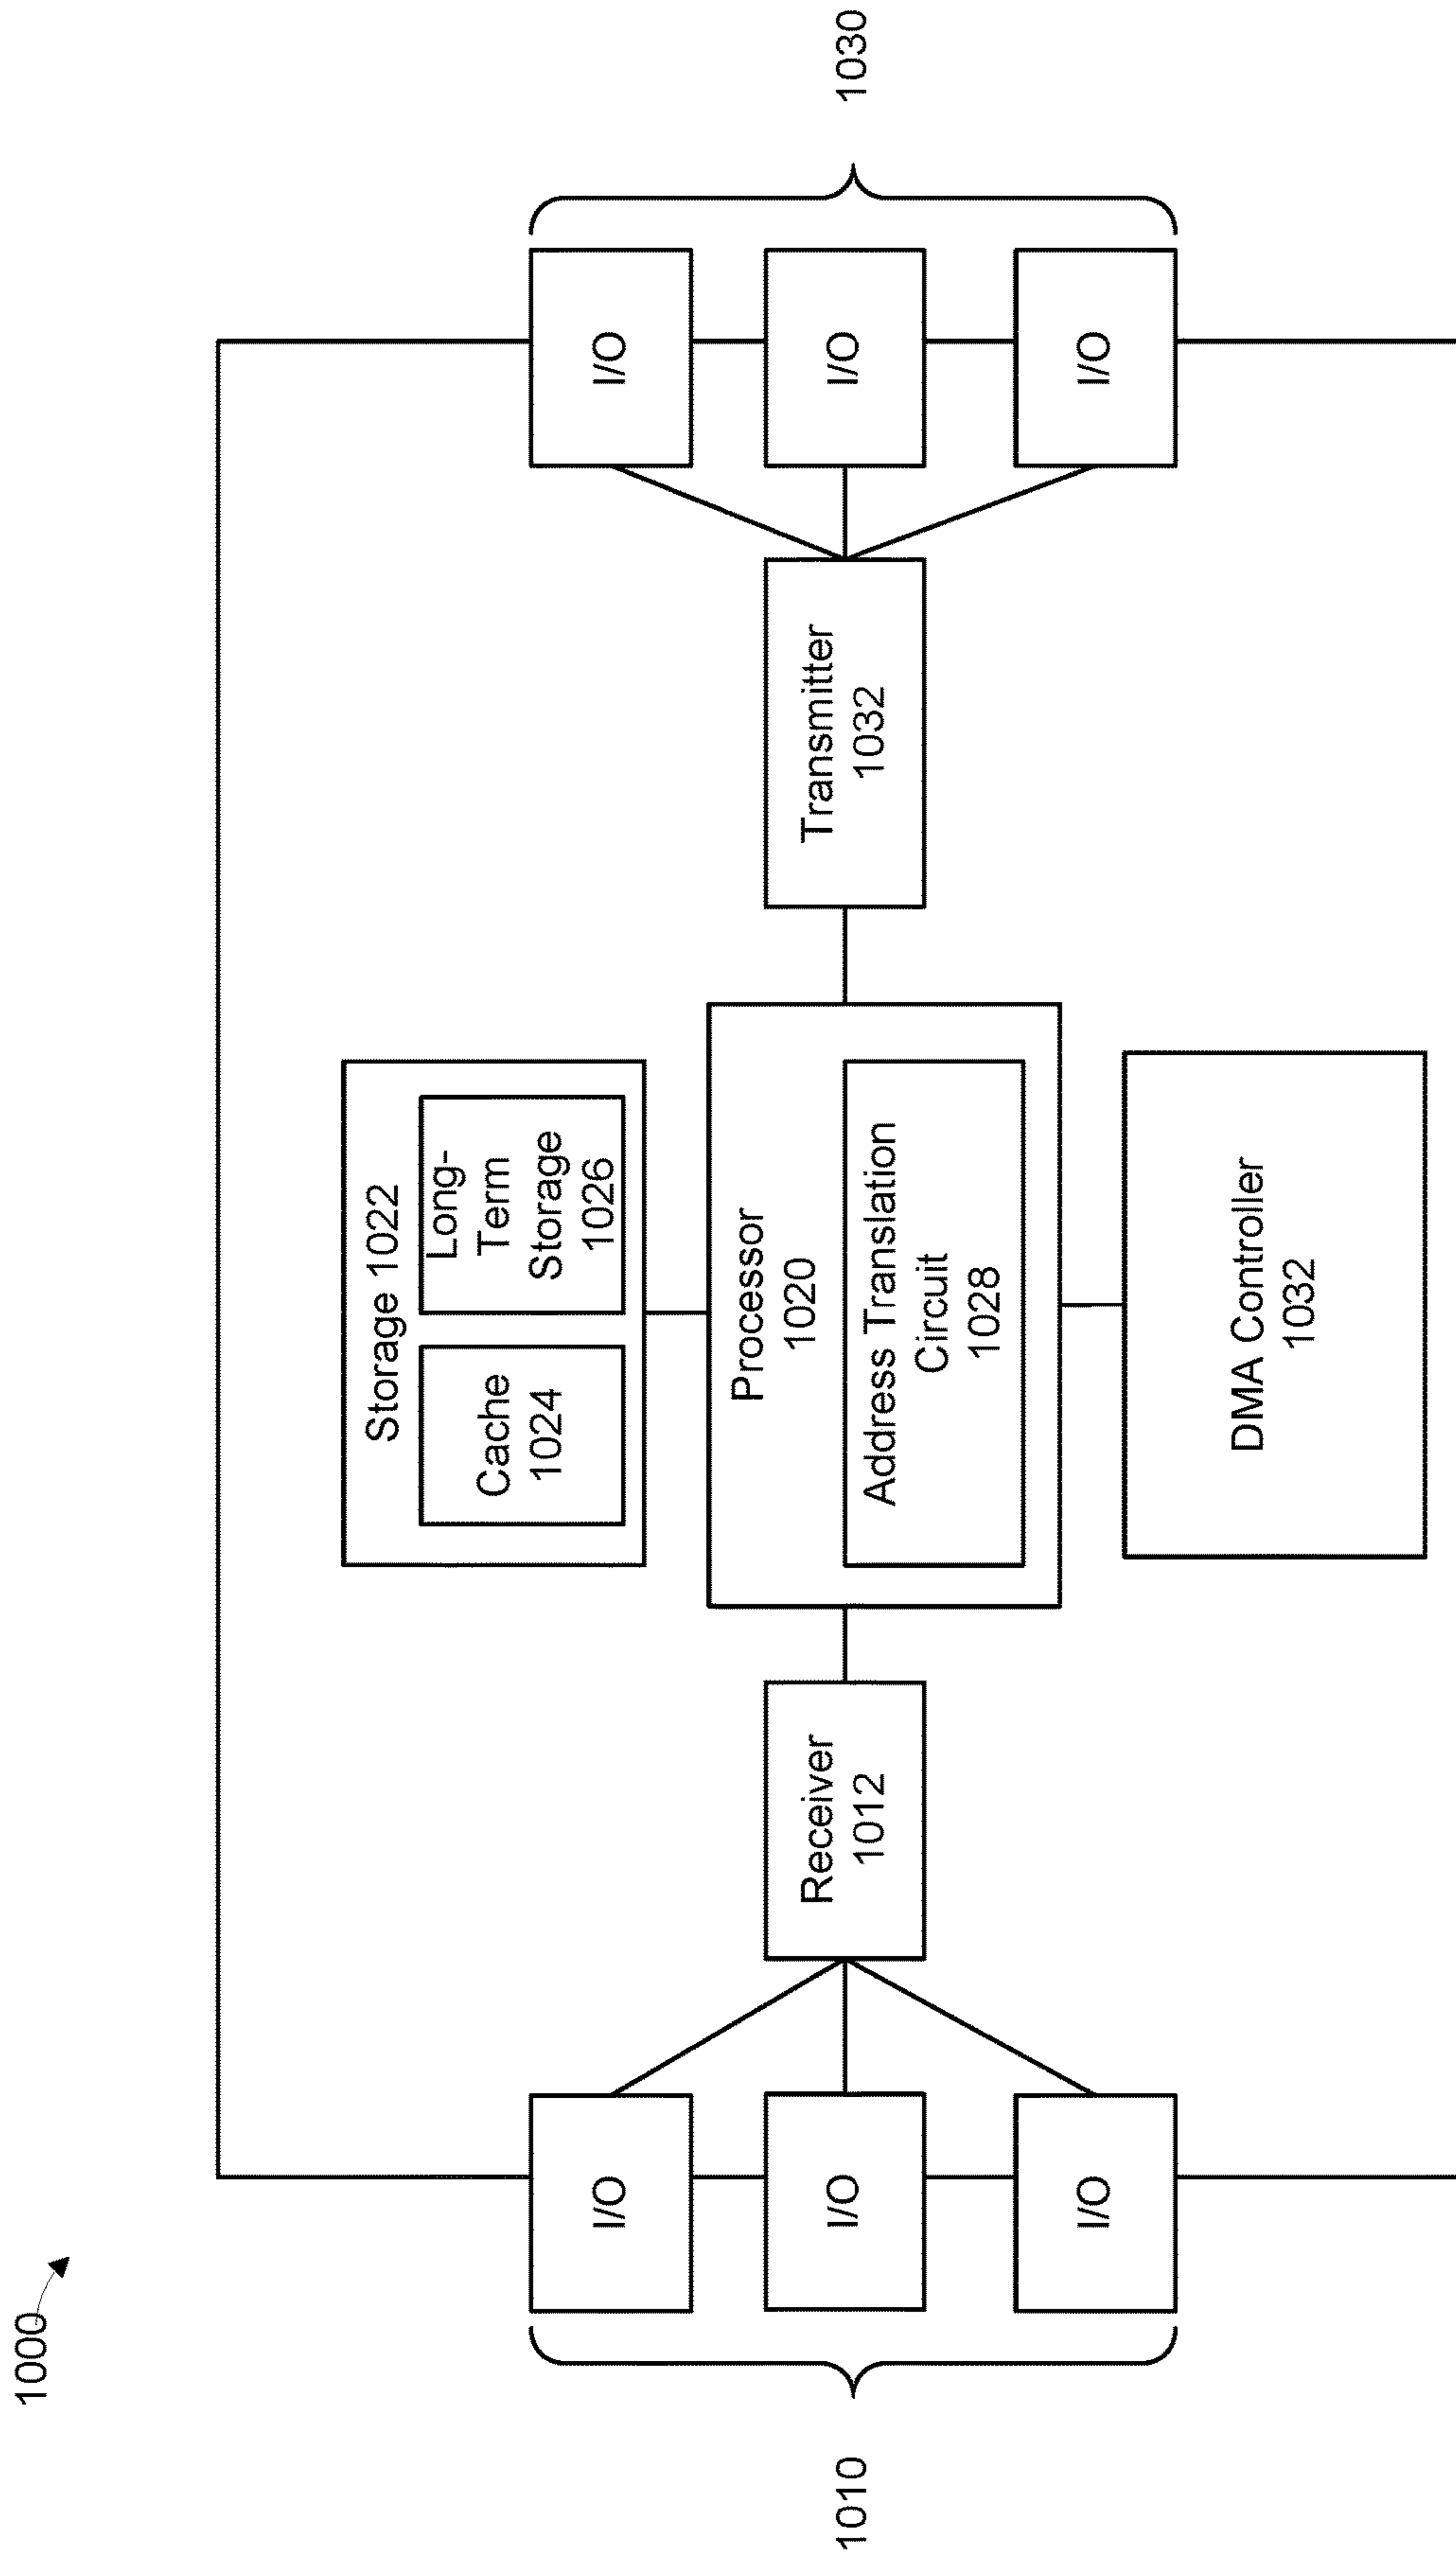 1000
Storage 1022
Cache
1024
Long-
Term
Storage
1026
I/O
I/O
I/O
1010
Receiver
1012
Processor
1020
Address Translation
Circuit
1028
Transmitter
1032
I/O
I/O
I/O
1030
DMA Controller
1032